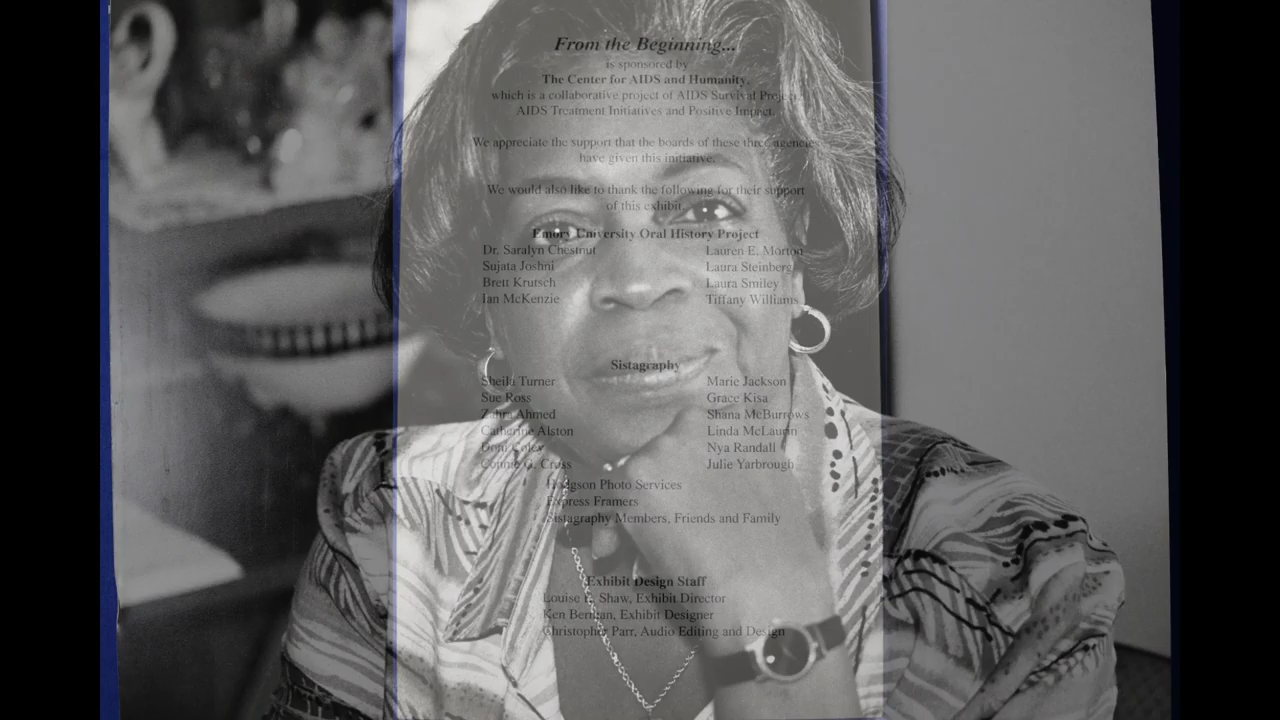 From the Beginning...
is sponsored by
The Center for AIDS and Humanity,
which is a collaborative project of AIDS Survival Project,
AIDS Treatment Initiatives and Positive Impact.
We appreciate the support that the boards of these three agencies
have given this initiative.
We would also like to thank the following for their support
of this exhibit.
Emory University Oral History Project
Dr. Saralyn Chestnut Lauren E. Morton
Sujata Joshni Laura Steinberg
Brett Krutsch Laura Smiley
Ian McKenzie Tiffany Williams
Sistagraphy
Sheila Turner Marie Jackson
Sue Ross Grace Kisa
Zahra Ahmed Shana McBurrows
Catherine Alston Linda McLaurin
Nya Randall
Connie G. Cross Julie Yarbrough
Hodgson Photo Services
Express Framers
Sistagraphy Members, Friends and Family
Exhibit Design Staff
Louise E. Shaw, Exhibit Director
Ken Berman, Exhibit Designer
Christopher Parr, Audio Editing and Design